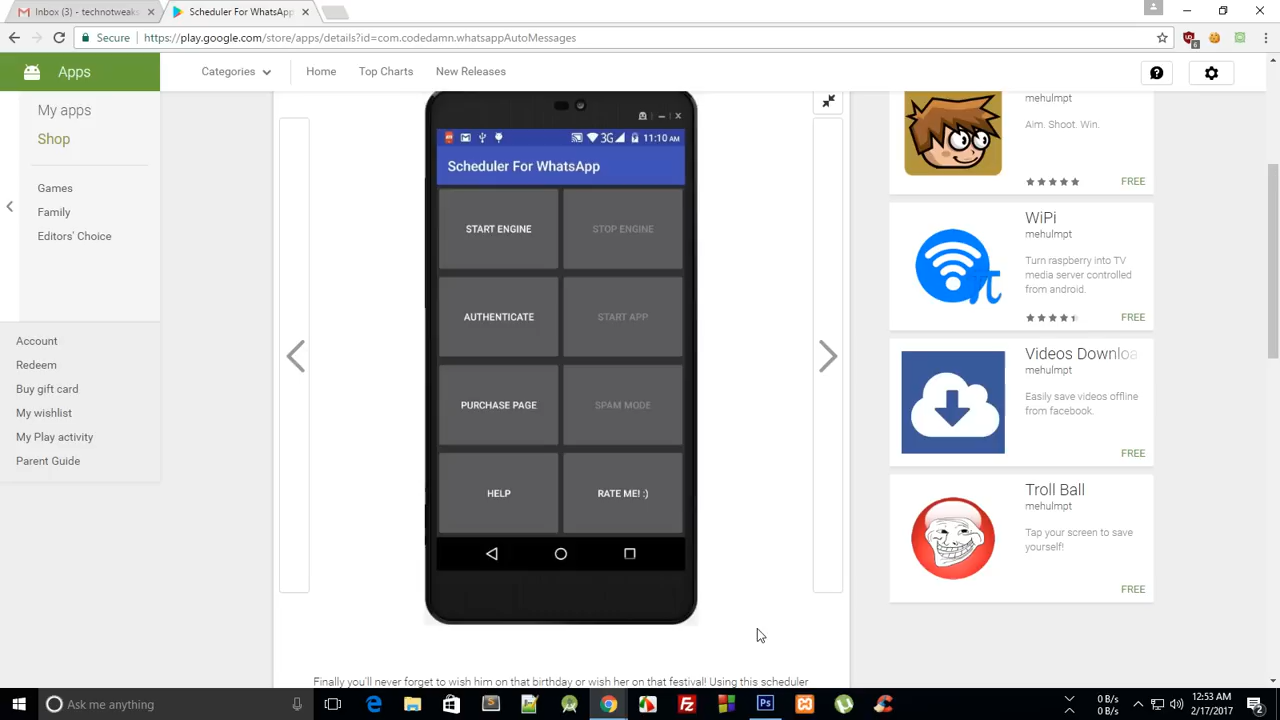 Inbox (3) - technotweaks
Scheduler For WhatsApp
Secure
https://play.google.com/store/apps/details?id=com.codedamn.whatsappAutoMessages
6
Apps
Categories
Home
Top Charts
New Releases
My apps
Shop
Games
Family
Editors' Choice
Account
Redeem
Buy gift card
My wishlist
My Play activity
Parent Guide
3G
11:10 AM
Scheduler For WhatsApp
START ENGINE
STOP ENGINE
AUTHENTICATE
START APP
PURCHASE PAGE
SPAM MODE
HELP
RATE ME! :)
Finally you'll never forget to wish him on that birthday or wish her on that festival! Using this scheduler
mehulmpt
Aim. Shoot. Win.
FREE
WiPi
mehulmpt
Turn raspberry into TV
media server controlled
from android.
FREE
Videos Downloa
mehulmpt
Easily save videos offline
from facebook.
FREE
Troll Ball
mehulmpt
Tap your screen to save
yourself!
FREE
Ask me anything
0 B/s
0 B/s
12:53 AM
2/17/2017
2